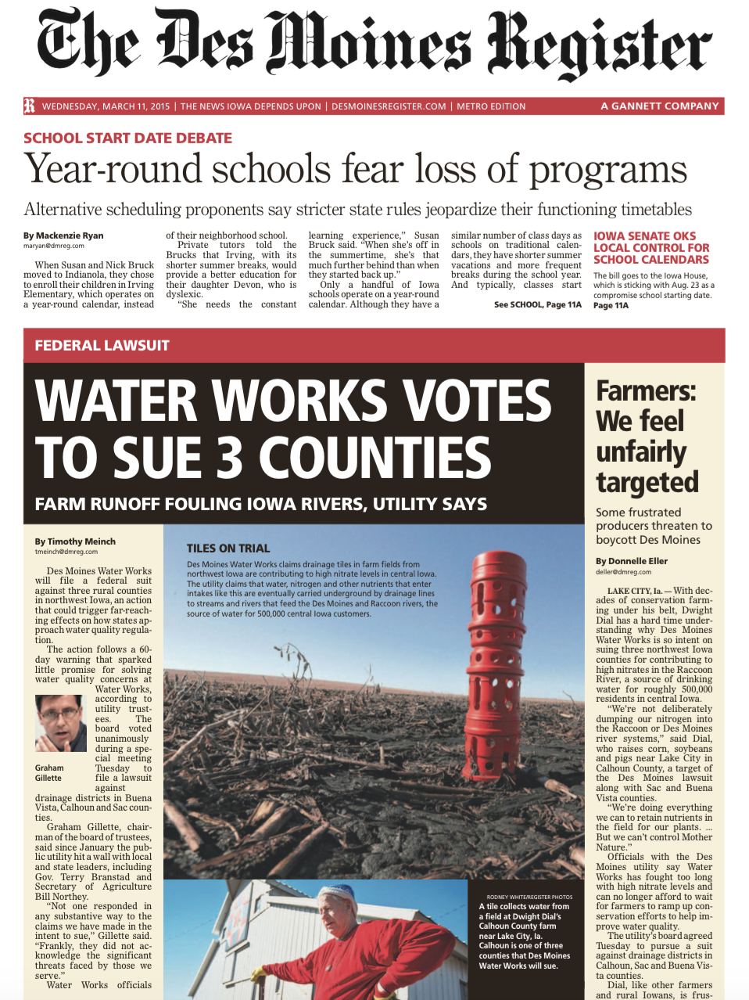 The Des Moines Register
R WEDNESDAY, MARCH 11, 2015 | THE NEWS IOWA DEPENDS UPON | DESMOINESREGISTER.COM | METRO EDITION
A GANNETT COMPANY
SCHOOL START DATE DEBATE
Year-round schools fear loss of programs
Alternative scheduling proponents say stricter state rules jeopardize their functioning timetables
By Mackenzie Ryan
maryan@dmreg.com
When Susan and Nick Bruck
moved to Indianola, they chose
to enroll their children in Irving
Elementary, which operates on
a year-round calendar, instead
of their neighborhood school.
Private tutors told the
Brucks that Irving, with its
shorter summer breaks, would
provide a better education for
their daughter Devon, who is
dyslexic.
“She needs the constant
learning experience,” Susan
Bruck said. “When she's off in
the summertime, she's that
much further behind than when
they started back up.”
Only a handful of Iowa
schools operate on a year-round
calendar. Although they have a
similar number of class days as
schools on traditional calen-
dars, they have shorter summer
vacations and more frequent
breaks during the school year.
And typically, classes start
See SCHOOL, Page 11A
IOWA SENATE OKS
LOCAL CONTROL FOR
SCHOOL CALENDARS
The bill goes to the Iowa House,
which is sticking with Aug. 23 as a
compromise school starting date.
Page 11A
FEDERAL LAWSUIT
WATER WORKS VOTES
TO SUE 3 COUNTIES
FARM RUNOFF FOULING IOWA RIVERS, UTILITY SAYS
By Timothy Meinch
tmeinch@dmreg.com
Des Moines Water Works
will file a federal suit
against three rural counties
in northwest Iowa, an action
that could trigger far-reach-
ing effects on how states ap-
proach water quality regula-
tion.
The action follows a 60-
day warning that sparked
little promise for solving
water quality concerns at
Water Works,
according to
utility trust-
ees. The
board voted
unanimously
during a spe-
cial meeting
Tuesday to
file a lawsuit
against
Graham
Gillette
drainage districts in Buena
Vista, Calhoun and Sac coun-
ties.
Graham Gillette, chair-
man of the board of trustees,
said since January the pub-
lic utility hit a wall with local
and state leaders, including
Gov. Terry Branstad and
Secretary of Agriculture
Bill Northey.
“Not one responded in
any substantive way to the
claims we have made in the
intent to sue,” Gillette said.
“Frankly, they did not ac-
knowledge the significant
threats faced by those we
serve.”
Water Works officials
TILES ON TRIAL
Des Moines Water Works claims drainage tiles in farm fields from
northwest Iowa are contributing to high nitrate levels in central Iowa.
The utility claims that water, nitrogen and other nutrients that enter
intakes like this are eventually carried underground by drainage lines
to streams and rivers that feed the Des Moines and Raccoon rivers, the
source of water for 500,000 central Iowa customers.
RODNEY WHITE/REGISTER PHOTOS
A tile collects water from
a field at Dwight Dial's
Calhoun County farm
near Lake City, Ia.
Calhoun is one of three
counties that Des Moines
Water Works will sue.
Farmers:
We feel
unfairly
targeted
Some frustrated
producers threaten to
boycott Des Moines
By Donnelle Eller
deller@dmreg.com
LAKE CITY, Ia. — With dec-
ades of conservation farm-
ing under his belt, Dwight
Dial has a hard time under-
standing why Des Moines
Water Works is so intent on
suing three northwest Iowa
counties for contributing to
high nitrates in the Raccoon
River, a source of drinking
water for roughly 500,000
residents in central Iowa.
“We're not deliberately
dumping our nitrogen into
the Raccoon or Des Moines
river systems,” said Dial,
who raises corn, soybeans
and pigs near Lake City in
Calhoun County, a target of
the Des Moines lawsuit
along with Sac and Buena
Vista counties.
“We're doing everything
we can to retain nutrients in
the field for our plants. ...
But we can't control Mother
Nature.”
Officials with the Des
Moines utility say Water
Works has fought too long
with high nitrate levels and
can no longer afford to wait
for farmers to ramp up con-
servation efforts to help im-
prove water quality.
The utility's board agreed
Tuesday to pursue a suit
against drainage districts in
Calhoun, Sac and Buena Vis-
ta counties.
Dial, like other farmers
and rural Iowans, is frus-